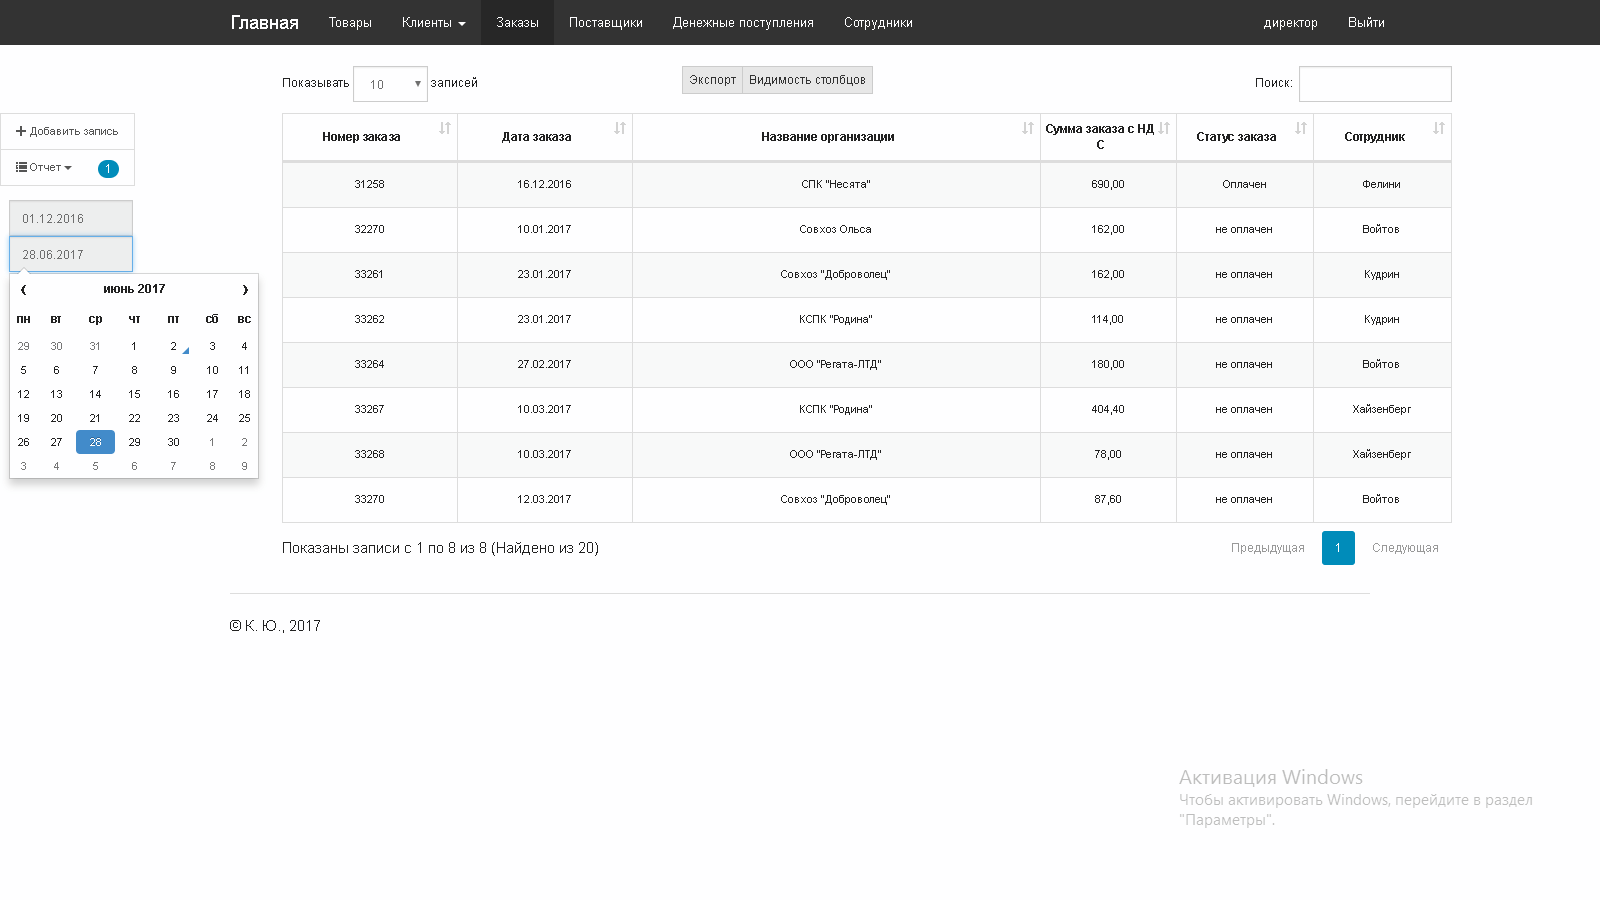 Главная Товары Клиенты Заказы Поставщики Денежные поступления Сотрудники директор Выйти
Показывать 10 записей Экспорт Видимость столбцов Поиск:
Добавить запись
Отчет 1
01.12.2016
28.06.2017
июнь 2017
пн вт ср чт пт сб вс
29 30 31 1 2 3 4
5 6 7 8 9 10 11
12 13 14 15 16 17 18
19 20 21 22 23 24 25
26 27 28 29 30 1 2
3 4 5 6 7 8 9
Номер заказа Дата заказа Название организации Сумма заказа с НД
С Статус заказа Сотрудник
31258 16.12.2016 СПК "Несята" 690,00 Оплачен Фелини
32270 10.01.2017 Совхоз Ольса 162,00 не оплачен Войтов
33261 23.01.2017 Совхоз "Доброволец" 162,00 не оплачен Кудрин
33262 23.01.2017 КСПК "Родина" 114,00 не оплачен Кудрин
33264 27.02.2017 ООО "Регата-ЛТД" 180,00 не оплачен Войтов
33267 10.03.2017 КСПК "Родина" 404,40 не оплачен Хайзенберг
33268 10.03.2017 ООО "Регата-ЛТД" 78,00 не оплачен Хайзенберг
33270 12.03.2017 Совхоз "Доброволец" 87,60 не оплачен Войтов
Показаны записи с 1 по 8 из 8 (Найдено из 20) Предыдущая 1 Следующая
© К. Ю., 2017
Активация Windows
Чтобы активировать Windows, перейдите в раздел
"Параметры".